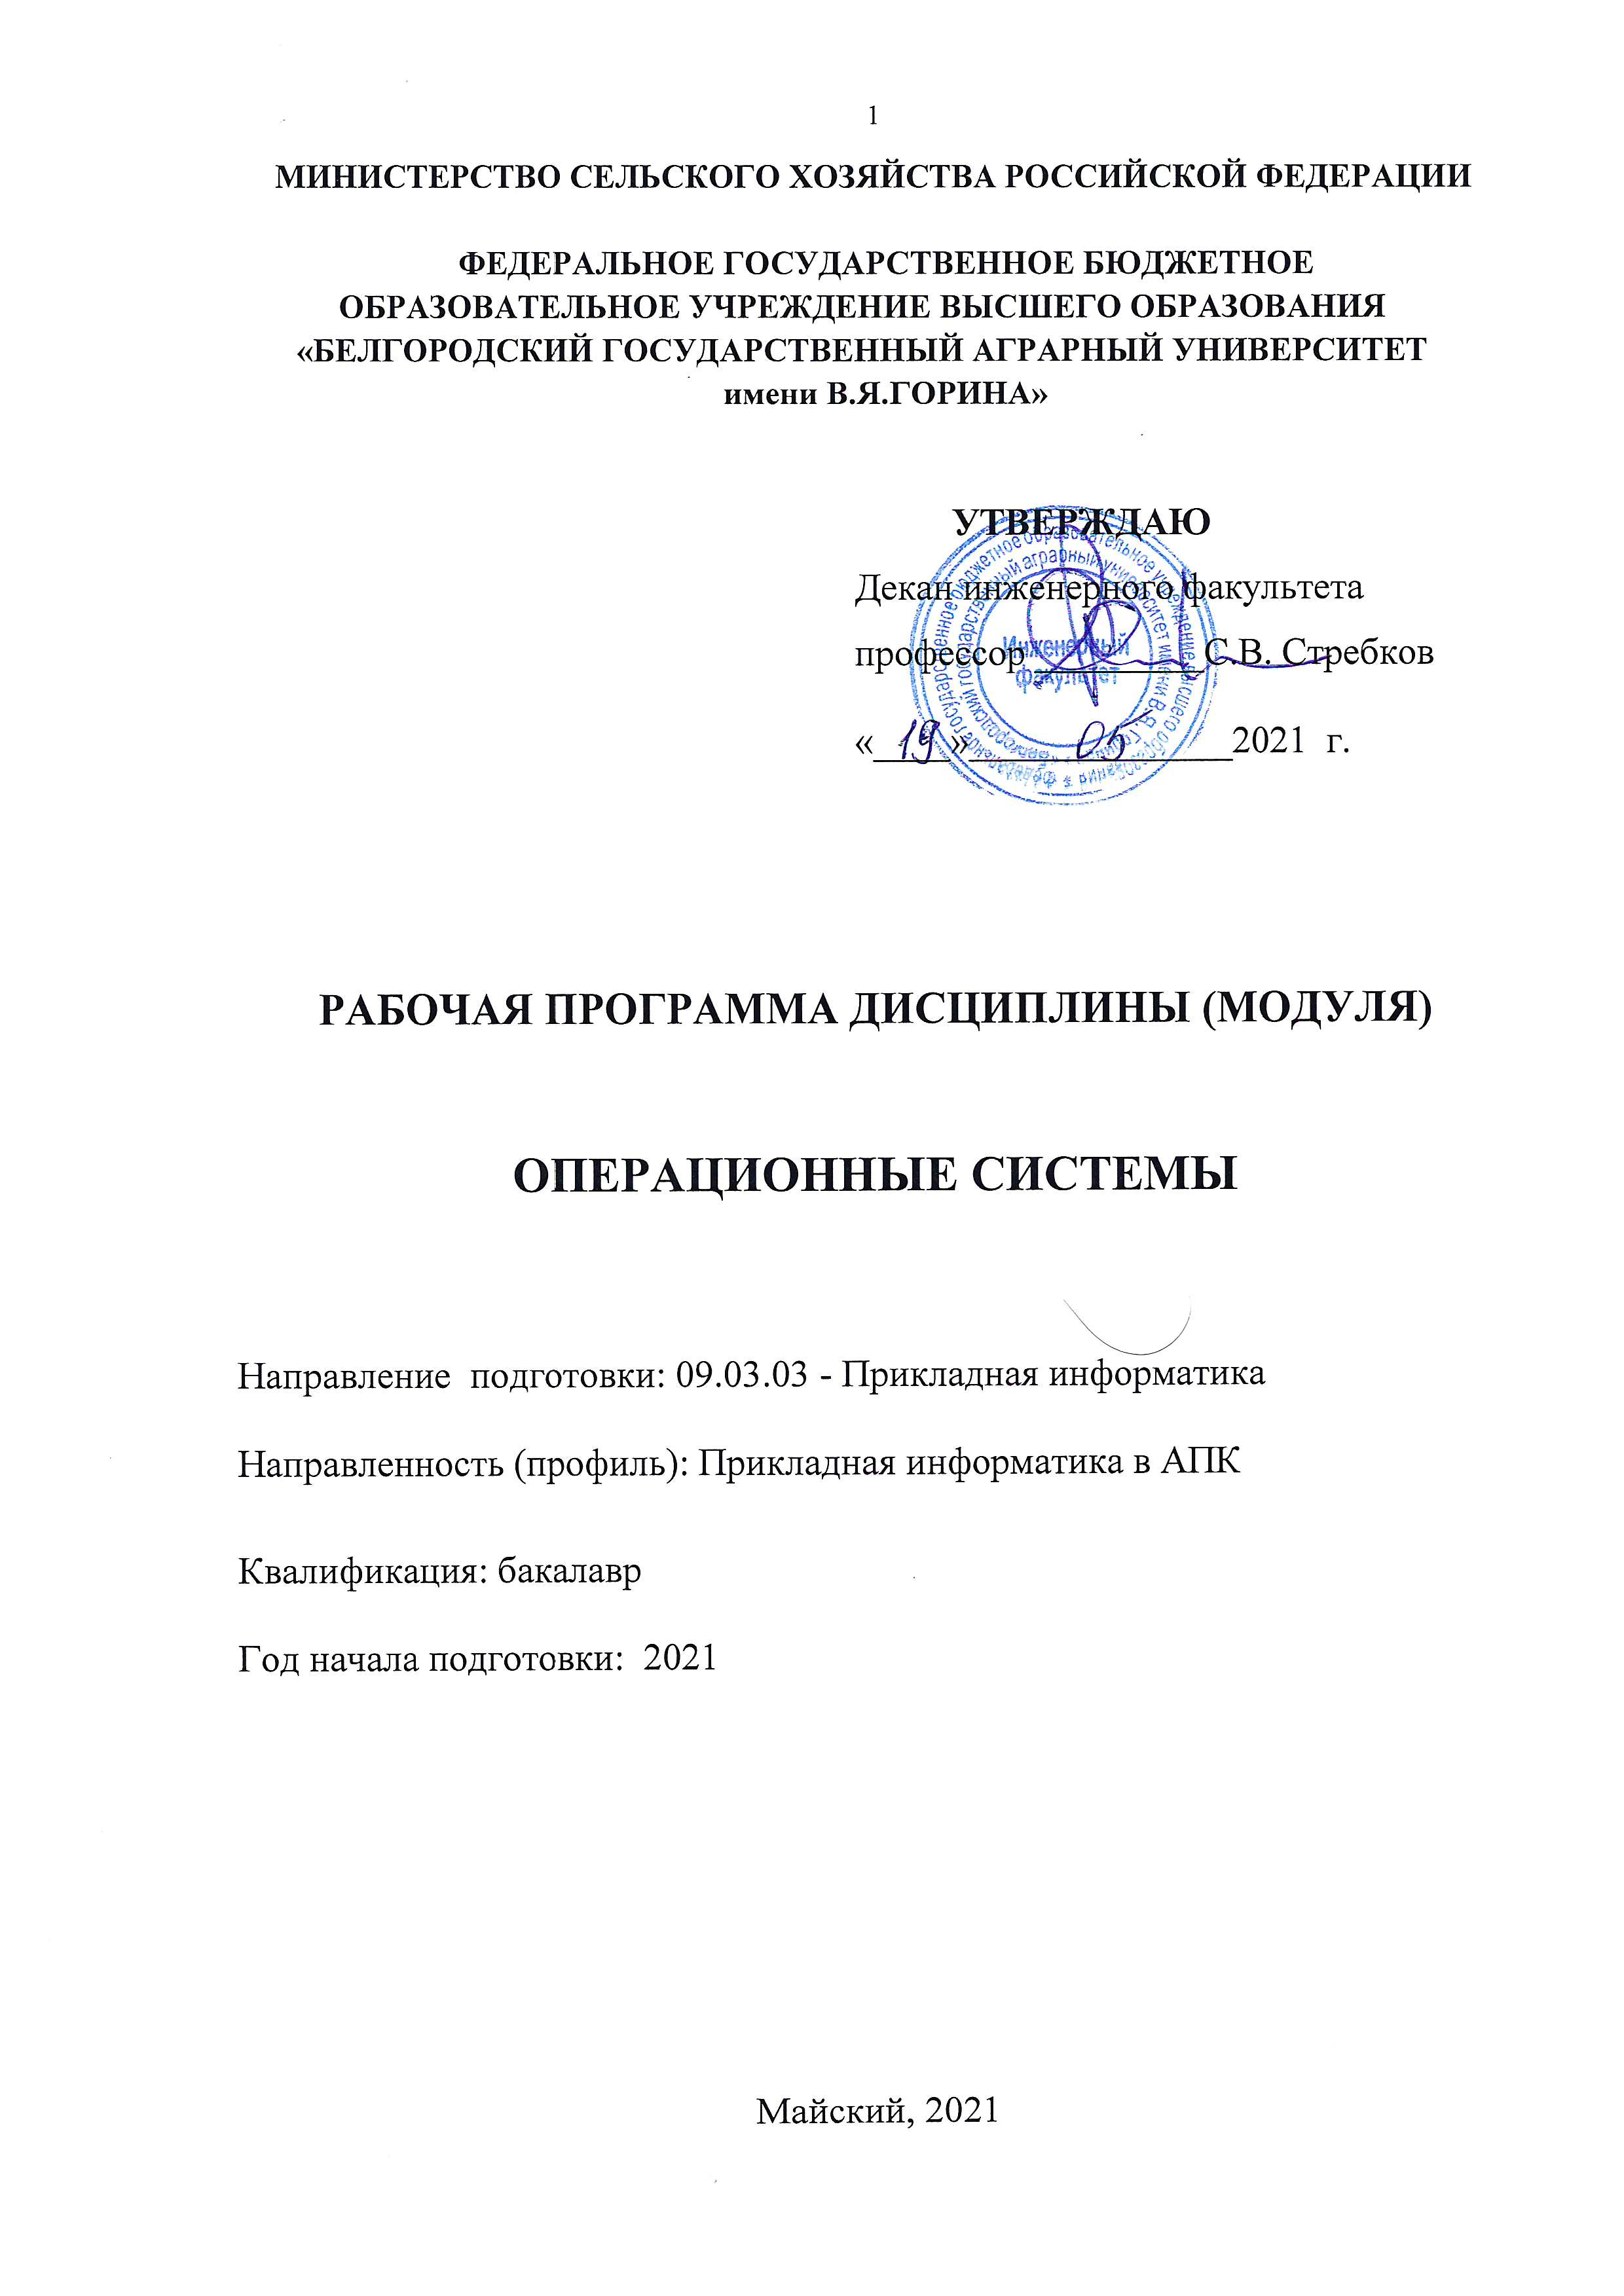 1
МИНИСТЕРСТВО СЕЛЬСКОГО ХОЗЯЙСТВА РОССИЙСКОЙ ФЕДЕРАЦИИ
ФЕДЕРАЛЬНОЕ ГОСУДАРСТВЕННОЕ БЮДЖЕТНОЕ
ОБРАЗОВАТЕЛЬНОЕ УЧРЕЖДЕНИЕ ВЫСШЕГО ОБРАЗОВАНИЯ
«БЕЛГОРОДСКИЙ ГОСУДАРСТВЕННЫЙ АГРАРНЫЙ УНИВЕРСИТЕТ
имени В.Я.ГОРИНА»
УТВЕРЖДАЮ
Декан инженерного факультета
профессор С.В. Стребков
Инженерный
факультет
« 19 » 05 2021 г.
РАБОЧАЯ ПРОГРАММА ДИСЦИПЛИНЫ (МОДУЛЯ)
ОПЕРАЦИОННЫЕ СИСТЕМЫ
Направление подготовки: 09.03.03 - Прикладная информатика
Направленность (профиль): Прикладная информатика в АПК
Квалификация: бакалавр
Год начала подготовки: 2021
Майский, 2021